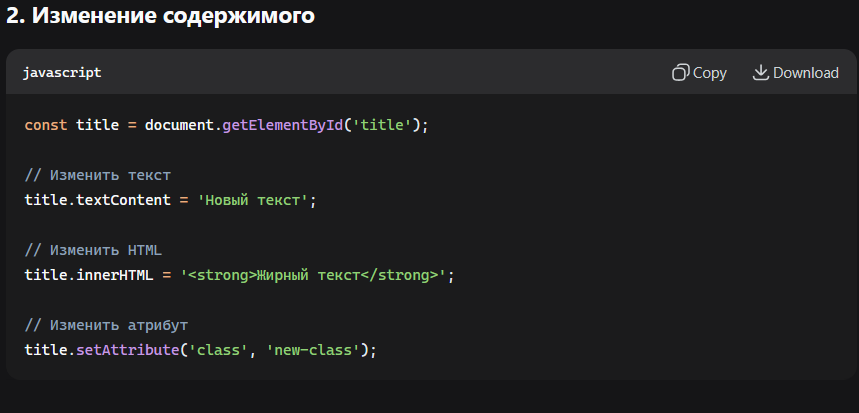 2. Изменение содержимого
javascript
Copy
Download
const title = document.getElementById('title');
// Изменить текст
title.textContent = 'Новый текст';
// Изменить HTML
title.innerHTML = '<strong>Жирный текст</strong>';
// Изменить атрибут
title.setAttribute('class', 'new-class');